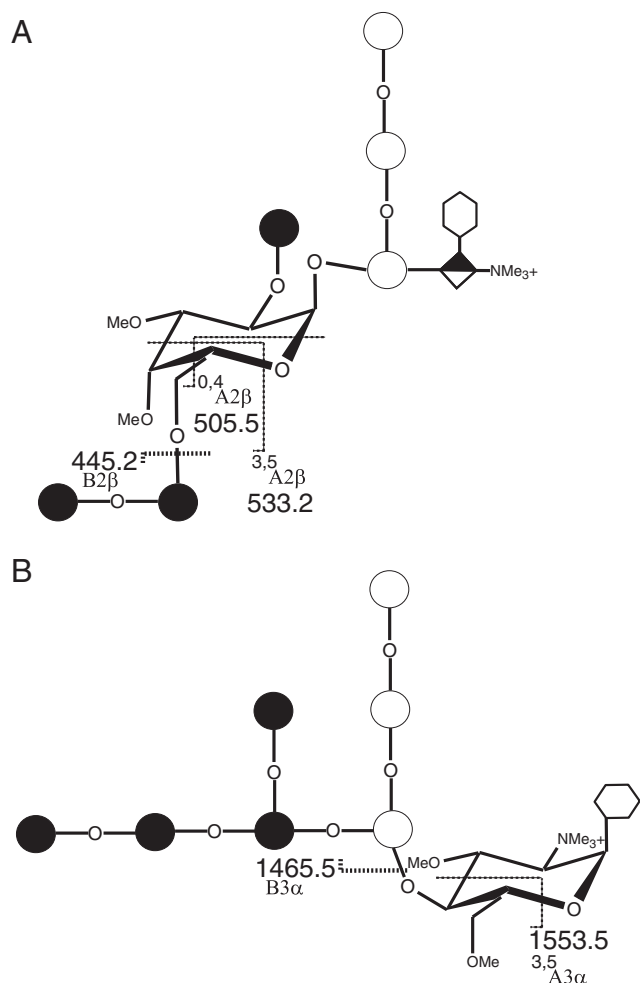 A
O
O
O
O
NMe3+
MeO
O
0,4
A2β
MeO
505.5
O
445.2
B2β
3,5
A2β
O
533.2
B
O
O
O
O
O
O
NMe3+
1465.5
MeO
B3α
O
O
1553.5
OMe
3,5
A3α